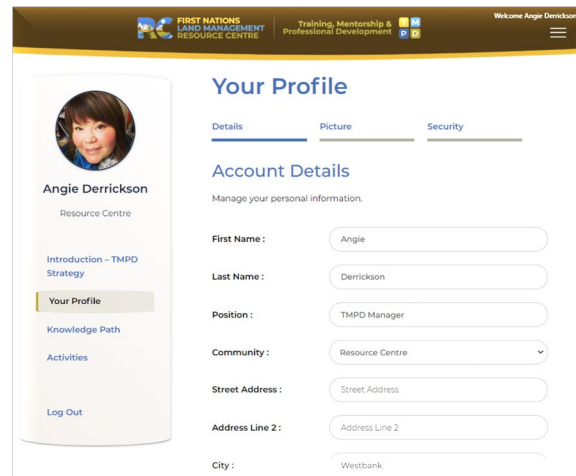 FIRST NATIONS
LAND MANAGEMENT
RESOURCE CENTRE
Training, Mentorship &
Professional Development
T M
P D
Welcome Angie Derrickson
Your Profile
Details Picture Security
Account Details
Manage your personal information.
Angie Derrickson
Resource Centre
Introduction – TMPD
Strategy
Your Profile
Knowledge Path
Activities
Log Out
First Name : Angie
Last Name : Derrickson
Position : TMPD Manager
Community : Resource Centre
Street Address : Street Address
Address Line 2 : Address Line 2
City : Westbank